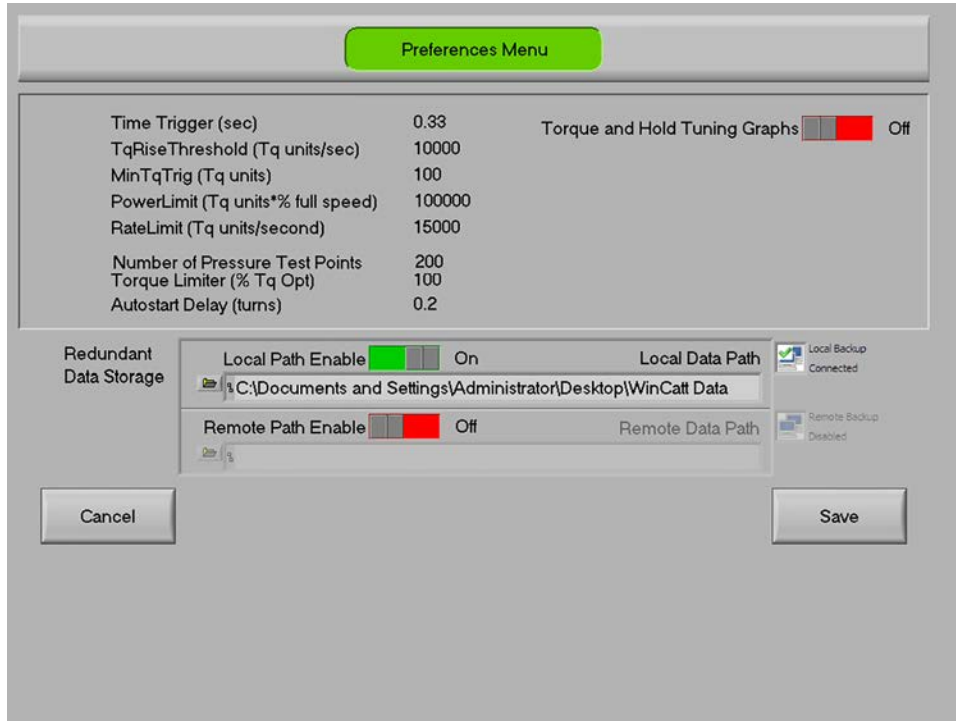 Preferences Menu
Time Trigger (sec) 0.33
Torque and Hold Tuning Graphs Off
TqRiseThreshold (Tq units/sec) 10000
MinTqTrig (Tq units) 100
PowerLimit (Tq units*% full speed) 100000
RateLimit (Tq units/second) 15000
Number of Pressure Test Points 200
Torque Limiter (% Tq Opt) 100
Autostart Delay (turns) 0.2
Redundant
Data Storage
Local Path Enable On Local Data Path
Local Backup
Connected
C:\Documents and Settings\Administrator\Desktop\WinCatt Data
Remote Path Enable Off Remote Data Path
Remote Backup
Disabled
Cancel Save